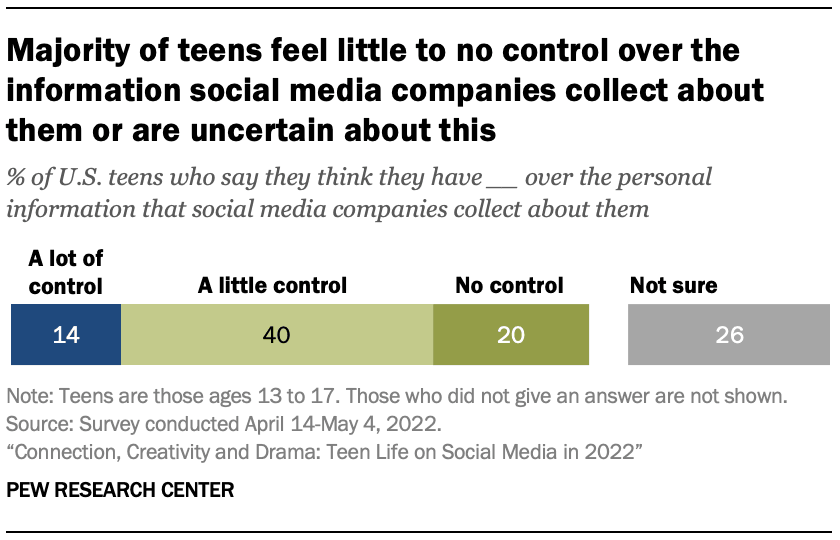 Majority of teens feel little to no control over the
information social media companies collect about
them or are uncertain about this
% of U.S. teens who say they think they have __ over the personal
information that social media companies collect about them
A lot of
control
A little control
No control
Not sure
14
40
20
26
Note: Teens are those ages 13 to 17. Those who did not give an answer are not shown.
Source: Survey conducted April 14-May 4, 2022.
“Connection, Creativity and Drama: Teen Life on Social Media in 2022”
PEW RESEARCH CENTER